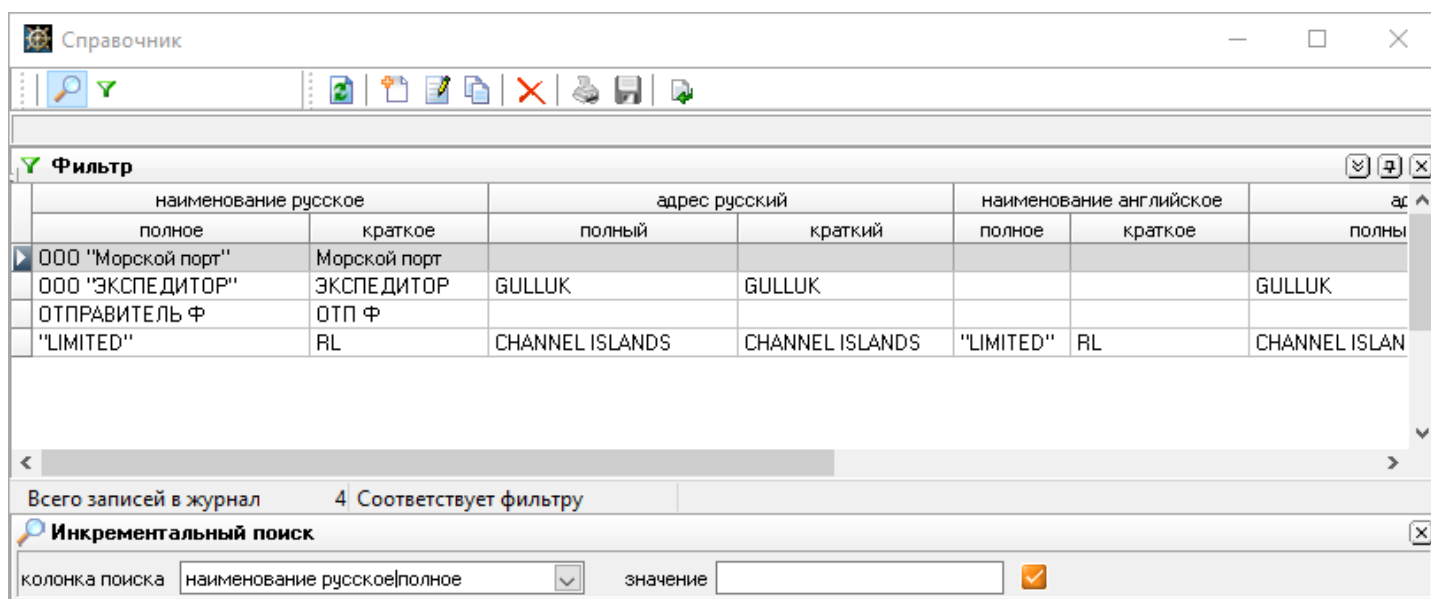 Справочник
Фильтр
наименование русское адрес русский наименование английское ад
полное краткое полный краткий полное краткое полны
ООО "Морской порт" Морской порт
ООО "ЭКСПЕДИТОР" ЭКСПЕДИТОР GULLUK GULLUK GULLUK
ОТПРАВИТЕЛЬ Ф ОТП Ф
"LIMITED" RL CHANNEL ISLANDS CHANNEL ISLANDS "LIMITED" RL CHANNEL ISLAN
Всего записей в журнал 4 Соответствует фильтру
Инкрементальный поиск
колонка поиска наименование русское|полное значение